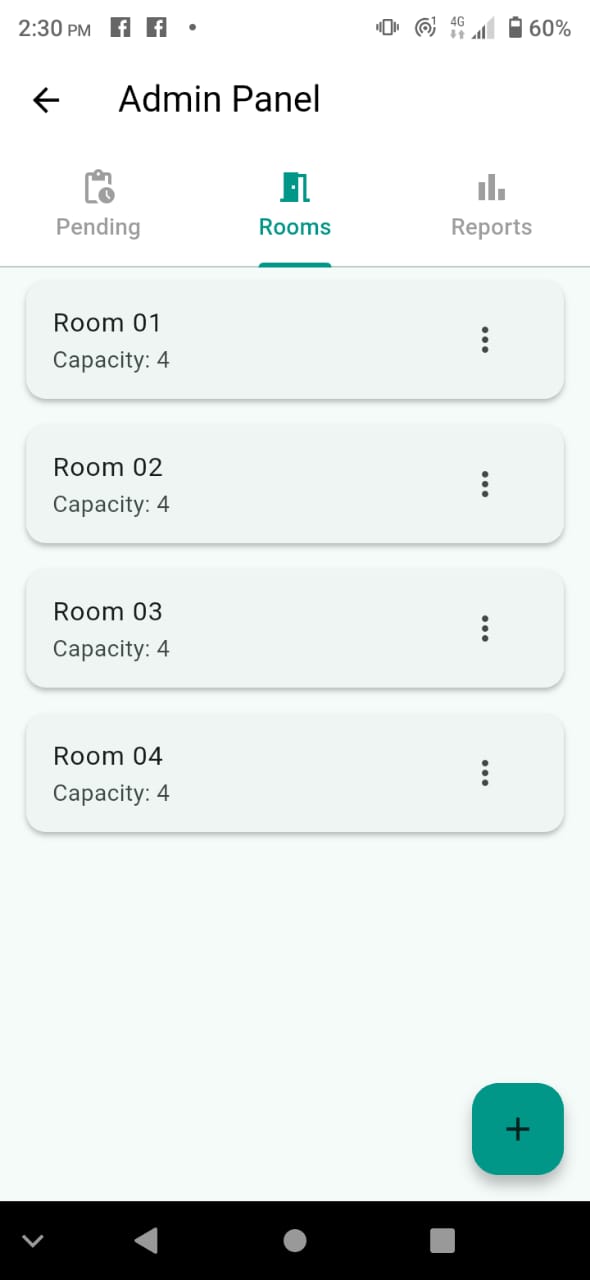 2:30 PM 4G 60%
Admin Panel
Pending Rooms Reports
Room 01
Capacity: 4
Room 02
Capacity: 4
Room 03
Capacity: 4
Room 04
Capacity: 4